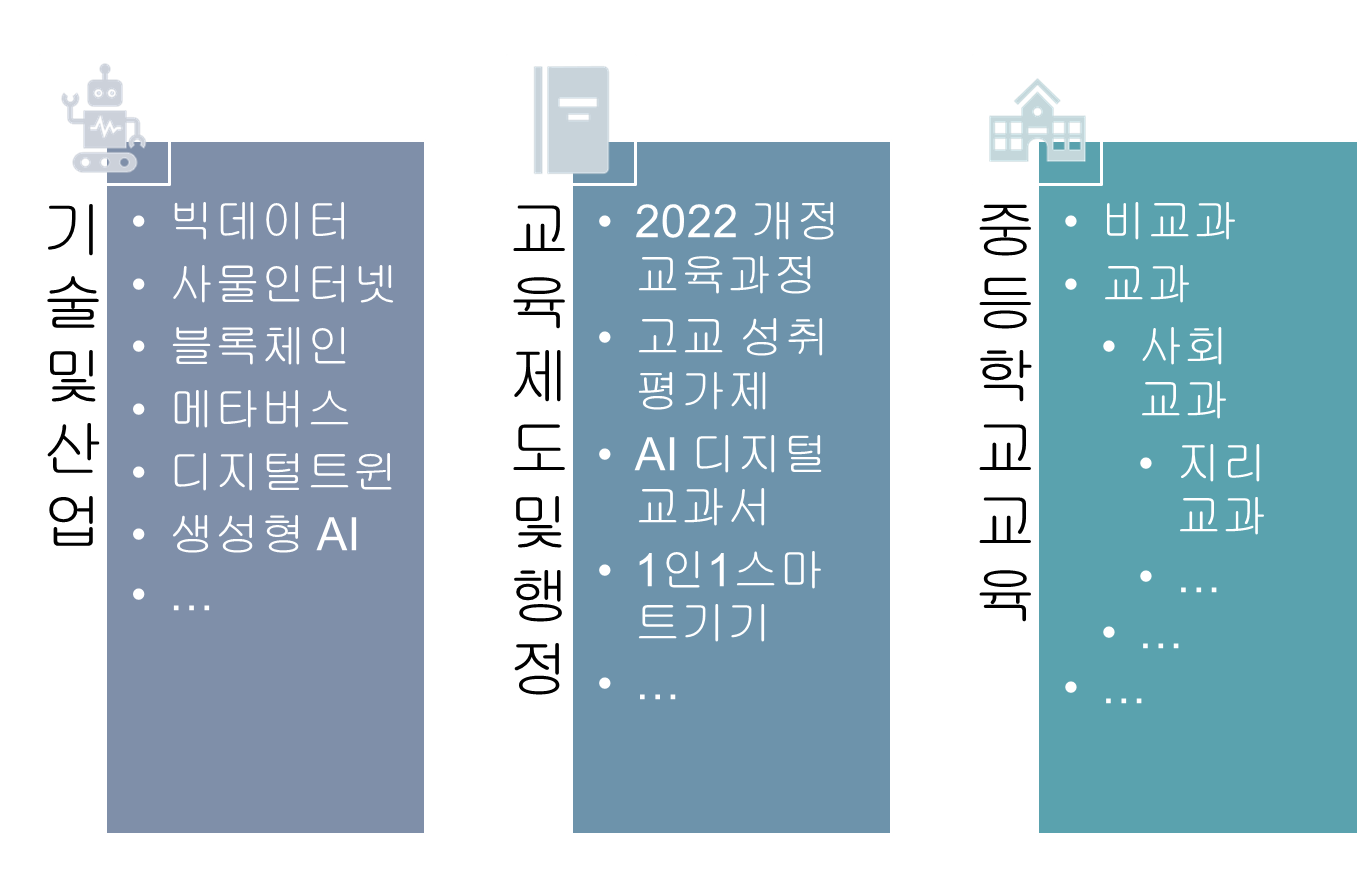 기술및산업
• 빅데이터
• 사물인터넷
• 블록체인
• 메타버스
• 디지털트윈
• 생성형 AI
• …
교육제도및행정
• 2022 개정
교육과정
• 고교 성취
평가제
• AI 디지털
교과서
• 1인1스마
트기기
• …
중등학교교육
• 비교과
• 교과
• 사회
교과
• 지리
교과
• …
• …
• …